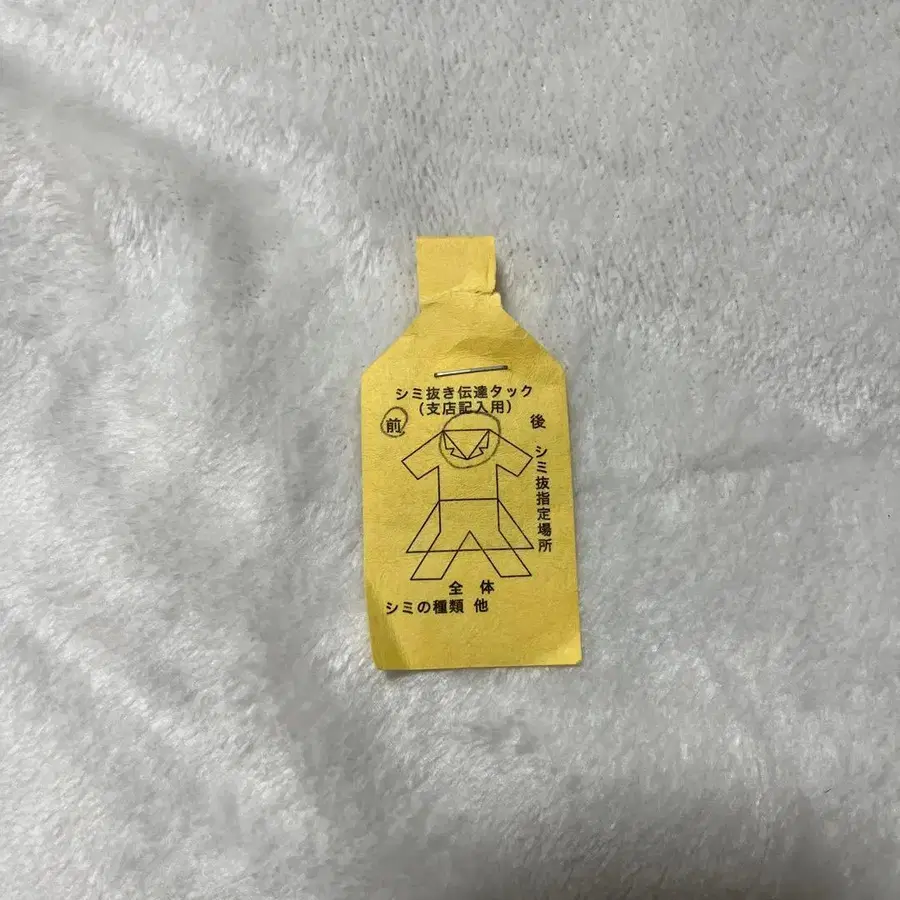 シミ抜き伝達タック
（支店記入用）
前
後
シミ抜指定場所
全 体
シミの種類 他